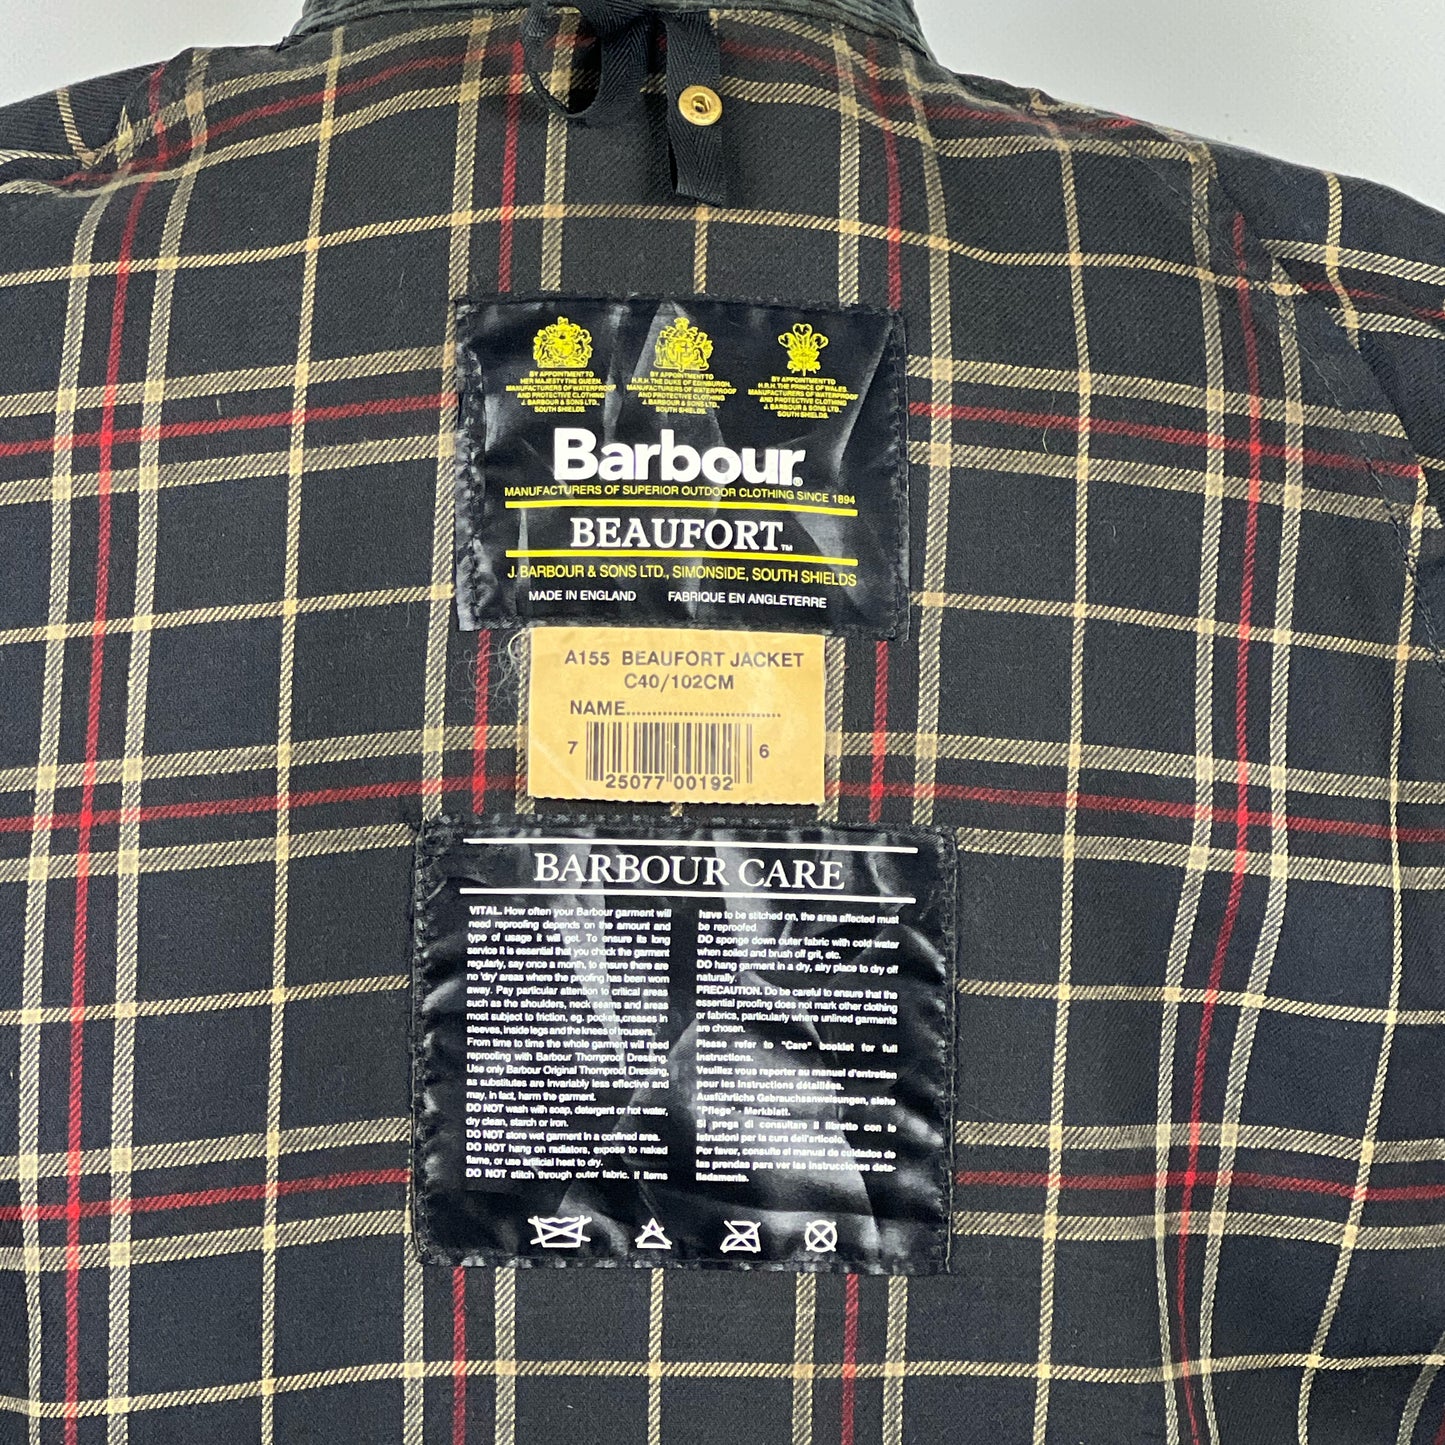 BY APPOINTMENT TO
HER MAJESTY THE QUEEN.
MANUFACTURERS OF WATERPROOF
AND PROTECTIVE CLOTHING
J. BARBOUR & SONS LTD.,
SOUTH SHIELDS.
BY APPOINTMENT TO
H.R.H. THE DUKE OF EDINBURGH.
MANUFACTURERS OF WATERPROOF
AND PROTECTIVE CLOTHING
J. BARBOUR & SONS LTD.,
SOUTH SHIELDS.
BY APPOINTMENT TO
H.R.H. THE PRINCE OF WALES.
MANUFACTURERS OF WATERPROOF
AND PROTECTIVE CLOTHING
J. BARBOUR & SONS LTD.,
SOUTH SHIELDS.
Barbour®
MANUFACTURERS OF SUPERIOR OUTDOOR CLOTHING SINCE 1894
BEAUFORT™
J. BARBOUR & SONS LTD., SIMONSIDE, SOUTH SHIELDS
MADE IN ENGLAND FABRIQUE EN ANGLETERRE
A155 BEAUFORT JACKET
C40/102CM
NAME..............................
7 25077 00192 6
BARBOUR CARE
VITAL. How often your Barbour garment will
need reproofing depends on the amount and
type of usage it will get. To ensure its long
service it is essential that you check the garment
regularly, say once a month, to ensure there are
no 'dry' areas where the proofing has been worn
away. Pay particular attention to critical areas
such as the shoulders, neck seams and areas
most subject to friction, eg. pockets,creases in
sleeves, inside legs and the knees of trousers.
From time to time the whole garment will need
reproofing with Barbour Thornproof Dressing.
Use only Barbour Original Thornproof Dressing,
as substitutes are invariably less effective and
may, in fact, harm the garment.
DO NOT wash with soap, detergent or hot water,
dry clean, starch or iron.
DO NOT store wet garment in a confined area.
DO NOT hang on radiators, expose to naked
flame, or use artificial heat to dry.
DO NOT stitch through outer fabric. If items
have to be stitched on, the area affected must
be reproofed.
DO sponge down outer fabric with cold water
when soiled and brush off grit, etc.
DO hang garment in a dry, airy place to dry off
naturally.
PRECAUTION. Do be careful to ensure that the
essential proofing does not mark other clothing
or fabrics, particularly where unlined garments
are chosen.
Please refer to "Care" booklet for full
instructions.
Veuillez vous reporter au manuel d'entretien
pour les instructions détaillées.
Ausführliche Gebrauchsanweisungen, siehe
"Pflege" - Merkblatt.
Si prega di consultare il libretto con le
istruzioni per la cura dell'articolo.
Por favor, consulte el manual de cuidados de
las prendas para ver las instrucciones deta-
lladamente.